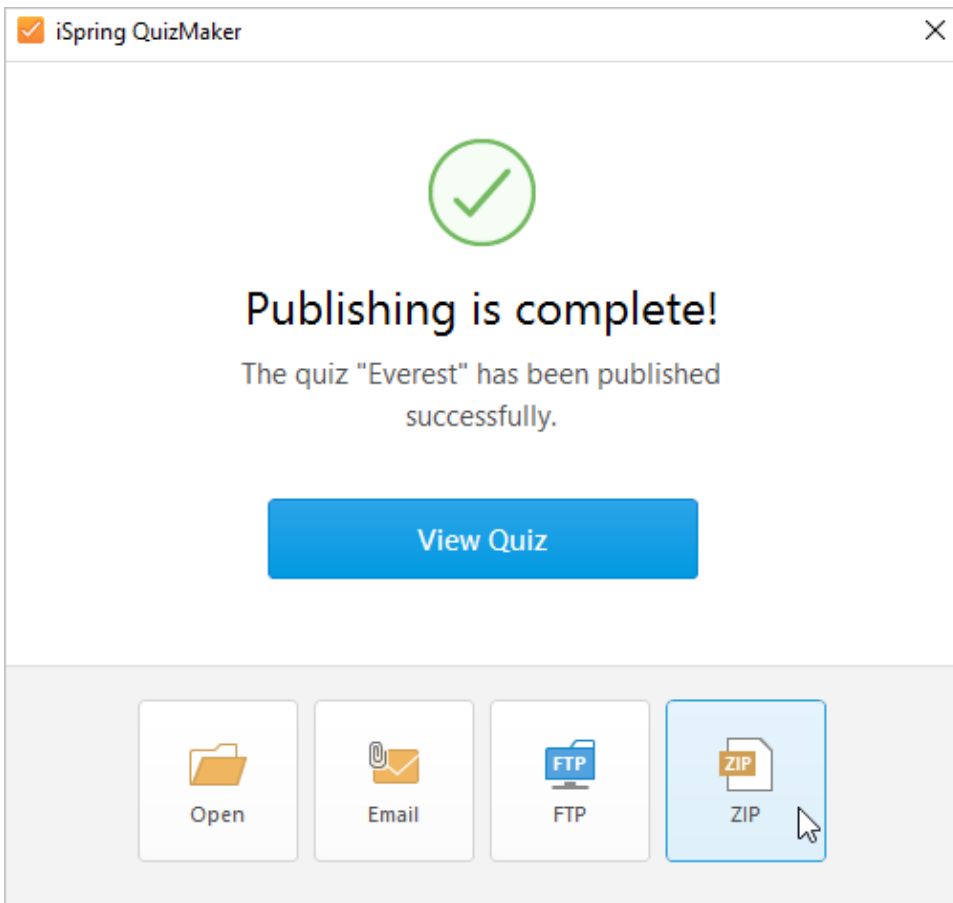 iSpring QuizMaker
Publishing is complete!
The quiz "Everest" has been published
successfully.
View Quiz
FTP
ZIP
Open
Email
FTP
ZIP